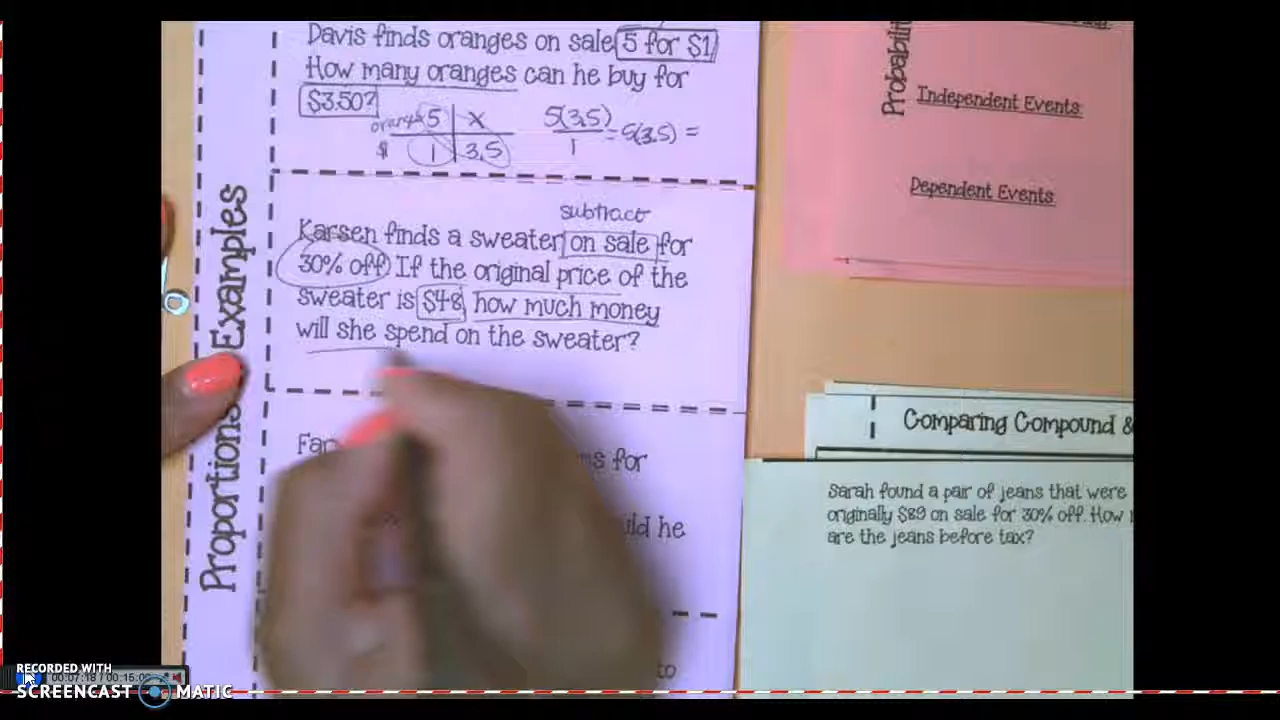 Davis finds oranges on sale 5 for $1
How many oranges can he buy for
$3.50?
oranges 5 x
$ 1 3.5
5(3.5)
1
= 5(3.5) =
subtract
Karsen finds a sweater on sale for
30% off. If the original price of the
sweater is $48, how much money
will she spend on the sweater?
for
he
to
Proportions Examples
Independent Events:
Dependent Events:
Comparing Compound &
Sarah found a pair of jeans that were
originally $89 on sale for 30% off. How
are the jeans before tax?
RECORDED WITH
SCREENCAST MATIC